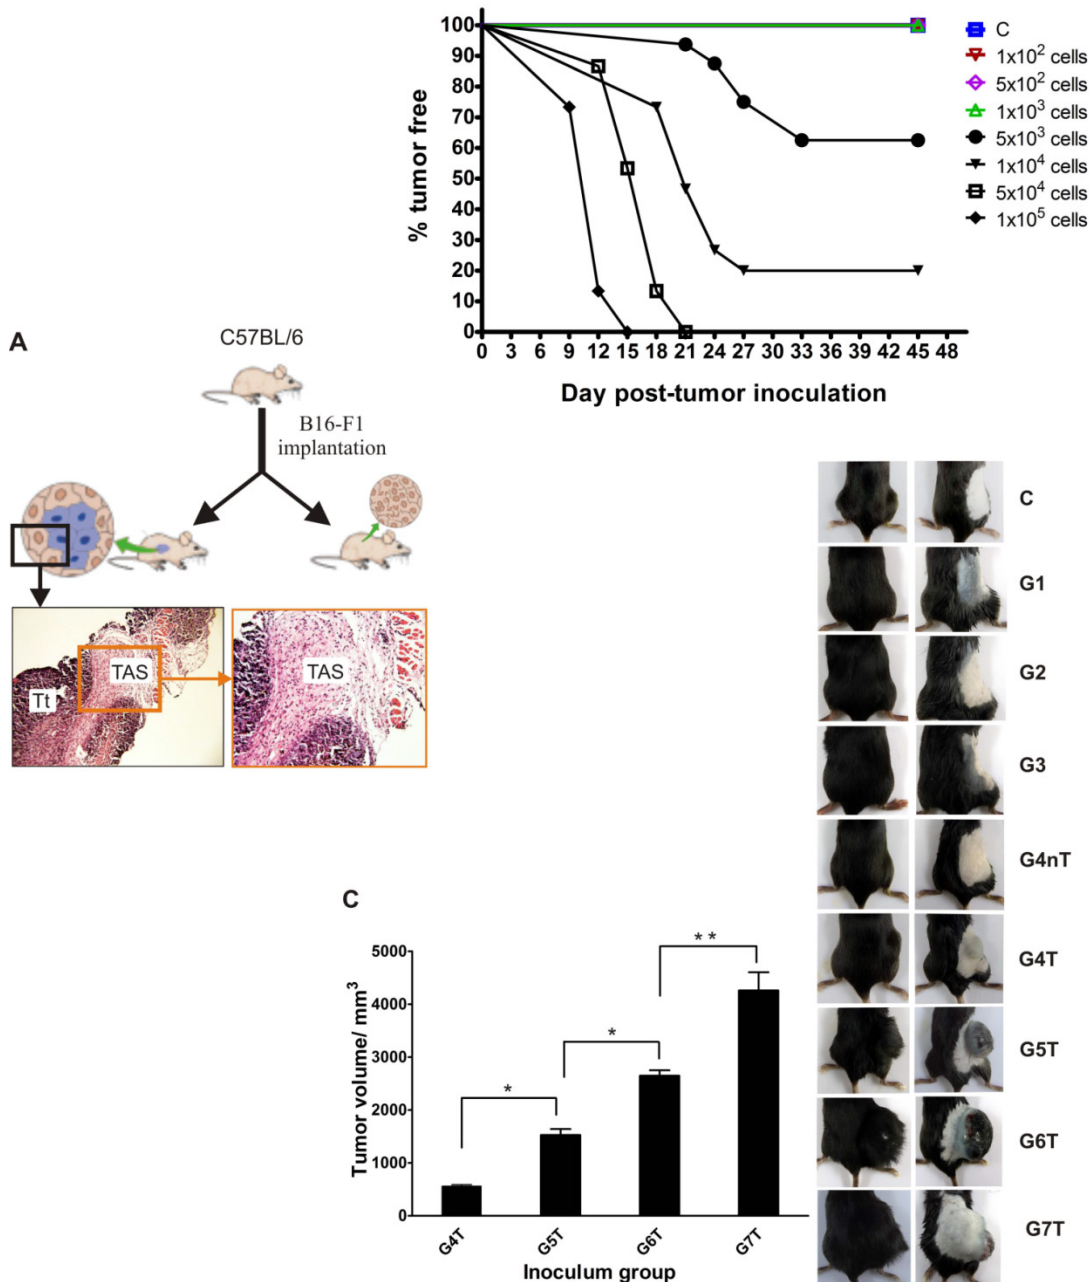 100
90
80
70
60
50
40
30
20
10
0
% tumor free
0 3 6 9 12 15 18 21 24 27 30 33 36 39 42 45 48
Day post-tumor inoculation
C
1x10² cells
5x10² cells
1x10³ cells
5x10³ cells
1x10⁴ cells
5x10⁴ cells
1x10⁵ cells
A
C57BL/6
B16-F1
implantation
Tt
TAS
TAS
C
G1
G2
G3
G4nT
G4T
G5T
G6T
G7T
C
5000
4000
3000
2000
1000
0
Tumor volume/ mm³
*
*
**
G4T
G5T
G6T
G7T
Inoculum group